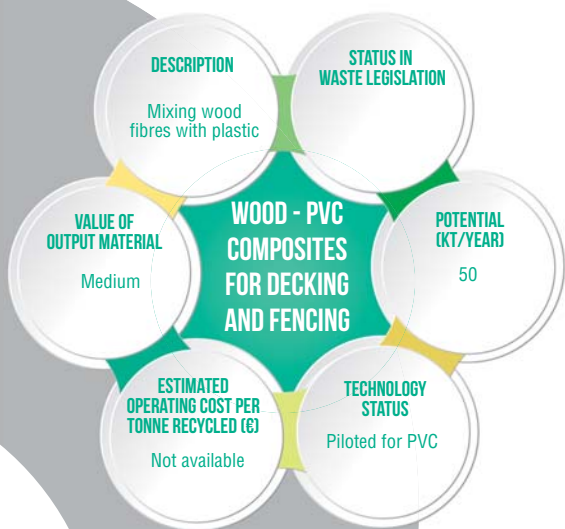 DESCRIPTION
Mixing wood
fibres with plastic
STATUS IN
WASTE LEGISLATION
VALUE OF
OUTPUT MATERIAL
Medium
WOOD - PVC
COMPOSITES
FOR DECKING
AND FENCING
POTENTIAL
(KT/YEAR)
50
ESTIMATED
OPERATING COST PER
TONNE RECYCLED (€)
Not available
TECHNOLOGY
STATUS
Piloted for PVC